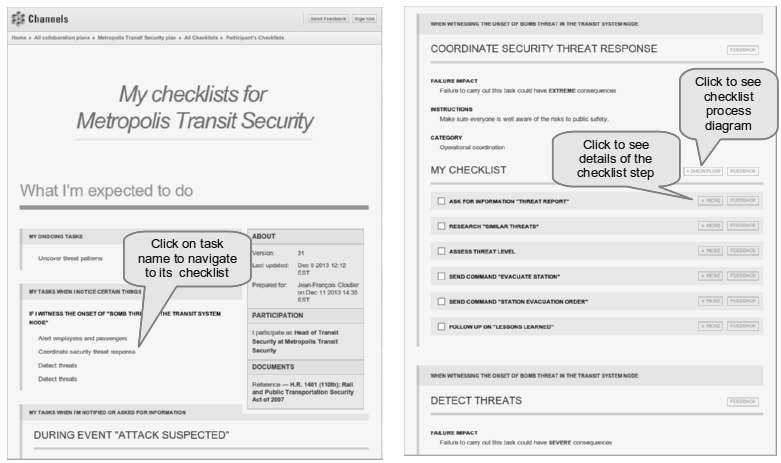 Channels
Send Feedback
Sign Out
Home ▸ All collaboration plans ▸ Metropolis Transit Security plan ▸ All Checklists ▸ Participant's Checklists
My checklists for
Metropolis Transit Security
What I'm expected to do
MY ONGOING TASKS
Uncover threat patterns
Click on task
name to navigate
to its checklist
MY TASKS WHEN I NOTICE CERTAIN THINGS
IF I WITNESS THE ONSET OF "BOMB THREAT IN THE TRANSIT SYSTEM
NODE"
Alert employees and passengers
Coordinate security threat response
Detect threats
Detect threats
MY TASKS WHEN I'M NOTIFIED OR ASKED FOR INFORMATION
DURING EVENT "ATTACK SUSPECTED"
ABOUT
Version: 31
Last updated: Dec 5 2013 12:12
EST
Prepared for: Jean-François Cloutier
on Dec 11 2013 14:35
EST
PARTICIPATION
I participate as Head of Transit
Security at Metropolis Transit
Security
DOCUMENTS
Reference — H.R. 1401 (110th): Rail
and Public Transportation Security
Act of 2007
WHEN WITNESSING THE ONSET OF BOMB THREAT IN THE TRANSIT SYSTEM NODE
COORDINATE SECURITY THREAT RESPONSE
FEEDBACK
FAILURE IMPACT
Failure to carry out this task could have EXTREME consequences
INSTRUCTIONS
Make sure everyone is well aware of the risks to public safety.
CATEGORY
Operational coordination
Click to see
checklist
process
diagram
Click to see
details of the
checklist step
MY CHECKLIST
+ SHOW FLOW FEEDBACK
ASK FOR INFORMATION "THREAT REPORT" + MORE FEEDBACK
RESEARCH "SIMILAR THREATS" + MORE FEEDBACK
ASSESS THREAT LEVEL + MORE FEEDBACK
SEND COMMAND "EVACUATE STATION" + MORE FEEDBACK
SEND COMMAND "STATION EVACUATION ORDER" + MORE FEEDBACK
FOLLOW UP ON "LESSONS LEARNED" + MORE FEEDBACK
WHEN WITNESSING THE ONSET OF BOMB THREAT IN THE TRANSIT SYSTEM NODE
DETECT THREATS
FEEDBACK
FAILURE IMPACT
Failure to carry out this task could have SEVERE consequences